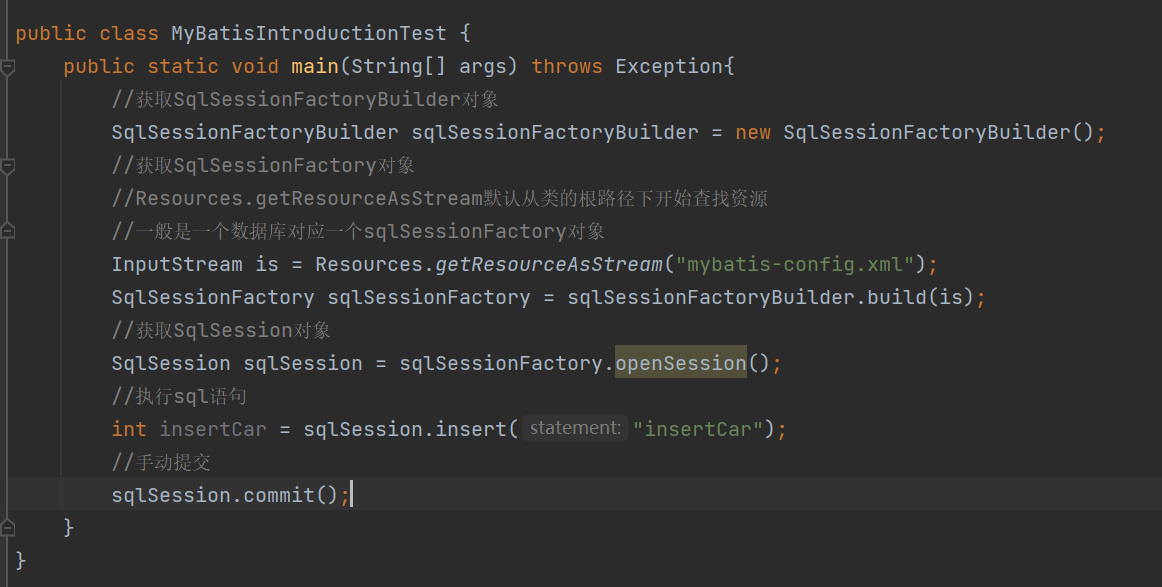 public class MyBatisIntroductionTest {
    public static void main(String[] args) throws Exception{
        //获取SqlSessionFactoryBuilder对象
        SqlSessionFactoryBuilder sqlSessionFactoryBuilder = new SqlSessionFactoryBuilder();
        //获取SqlSessionFactory对象
        //Resources.getResourceAsStream默认从类的根路径下开始查找资源
        //一般是一个数据库对应一个sqlSessionFactory对象
        InputStream is = Resources.getResourceAsStream("mybatis-config.xml");
        SqlSessionFactory sqlSessionFactory = sqlSessionFactoryBuilder.build(is);
        //获取SqlSession对象
        SqlSession sqlSession = sqlSessionFactory.openSession();
        //执行sql语句
        int insertCar = sqlSession.insert( statement: "insertCar");
        //手动提交
        sqlSession.commit();
    }
}